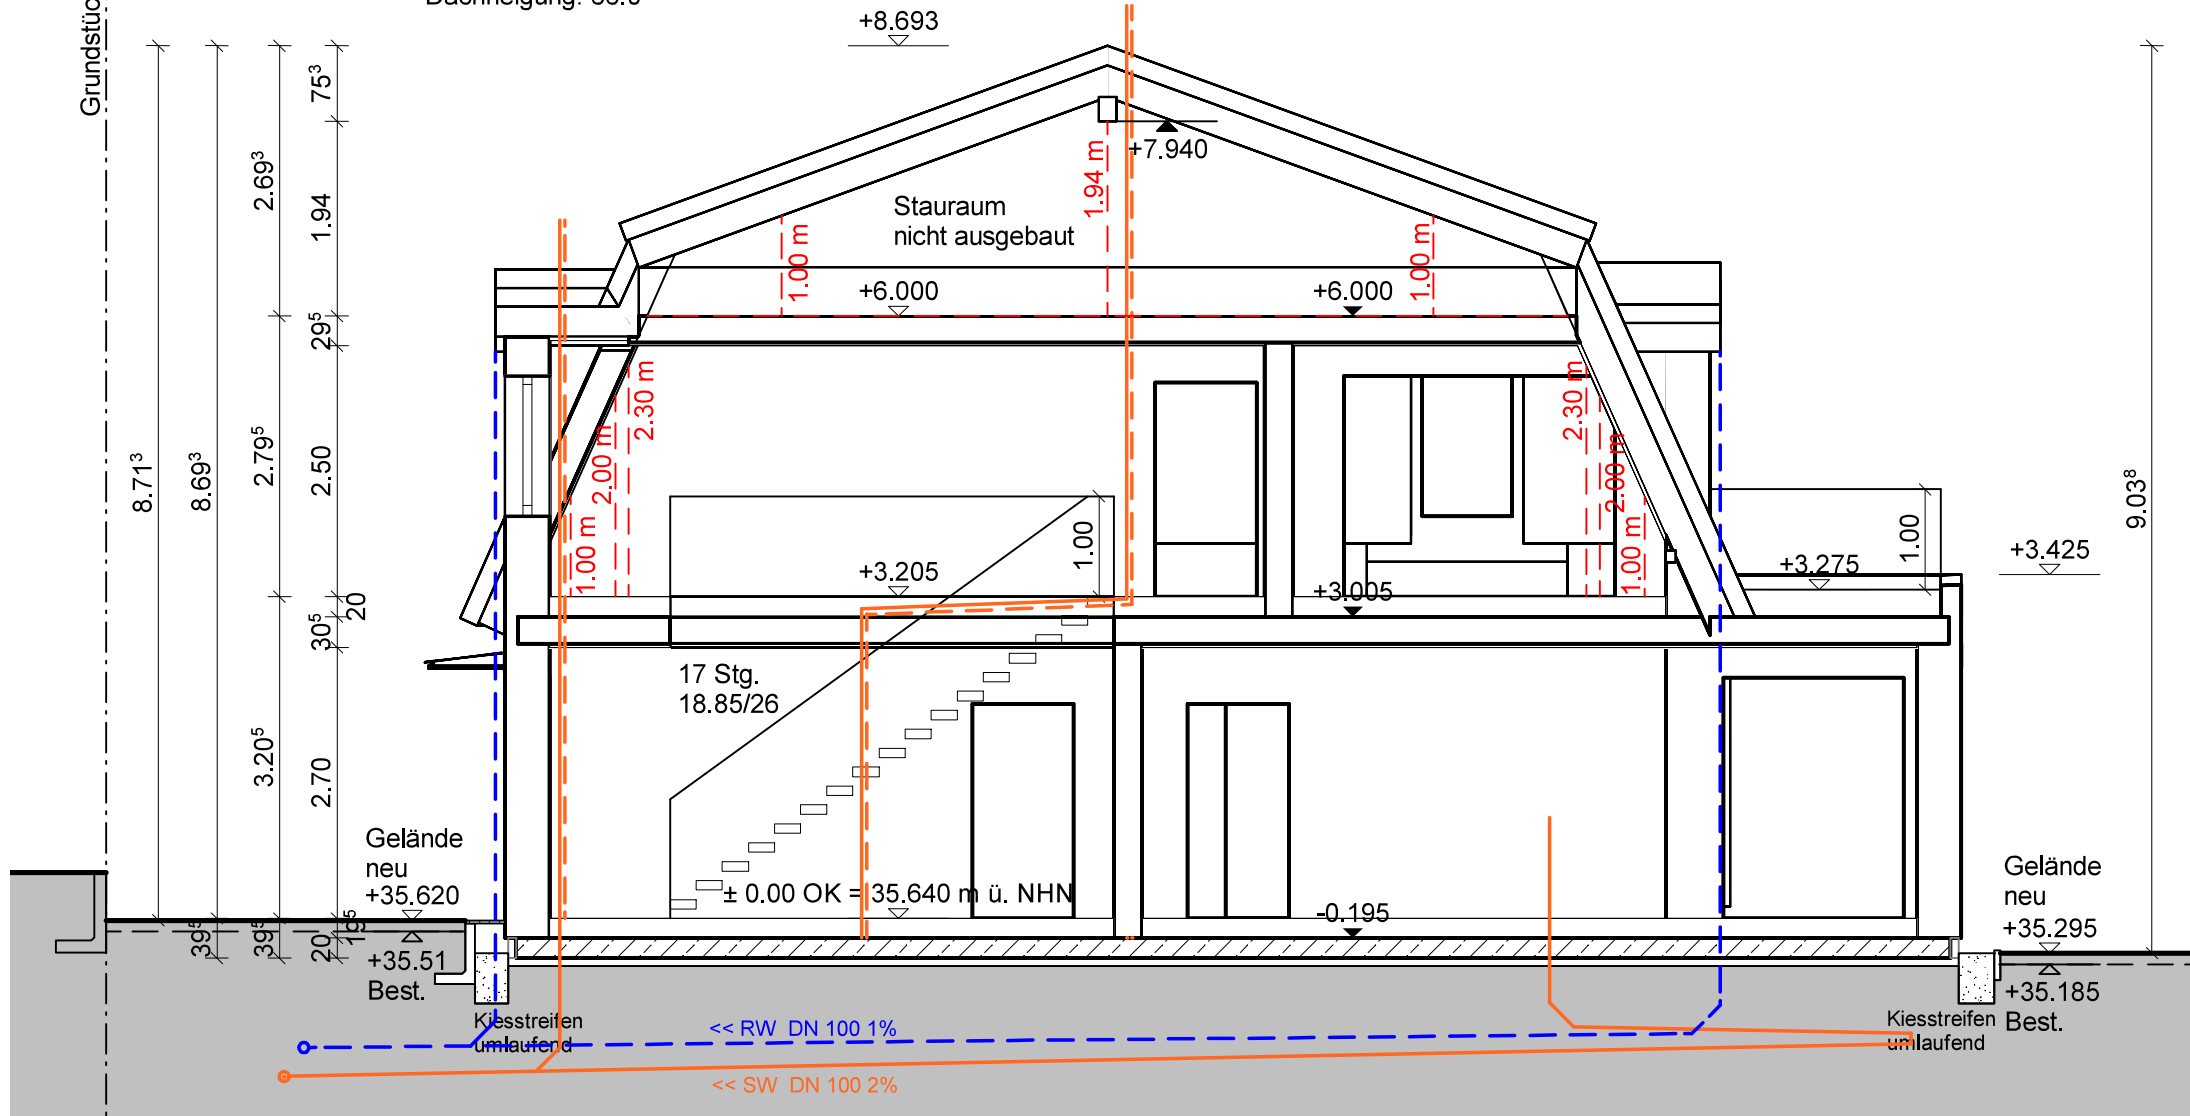 +8.693
Grundstüc
75³
2.69³
1.94
8.71³
8.69³
29⁵
2.79⁵
2.50
20
30⁵
3.20⁵
2.70
39⁵
39⁵
20
19⁵
+7.940
1.94 m
Stauraum
nicht ausgebaut
1.00 m
1.00 m
+6.000
+6.000
2.30 m
2.00 m
1.00 m
2.30 m
2.00 m
1.00 m
1.00
1.00
9.03⁸
+3.205
+3.005
+3.275
+3.425
17 Stg.
18.85/26
Gelände
neu
+35.620
± 0.00 OK = 35.640 m ü. NHN
-0.195
Gelände
neu
+35.295
+35.51
Best.
+35.185
Best.
Kiesstreifen
umlaufend
Kiesstreifen
umlaufend
<< RW DN 100 1%
<< SW DN 100 2%